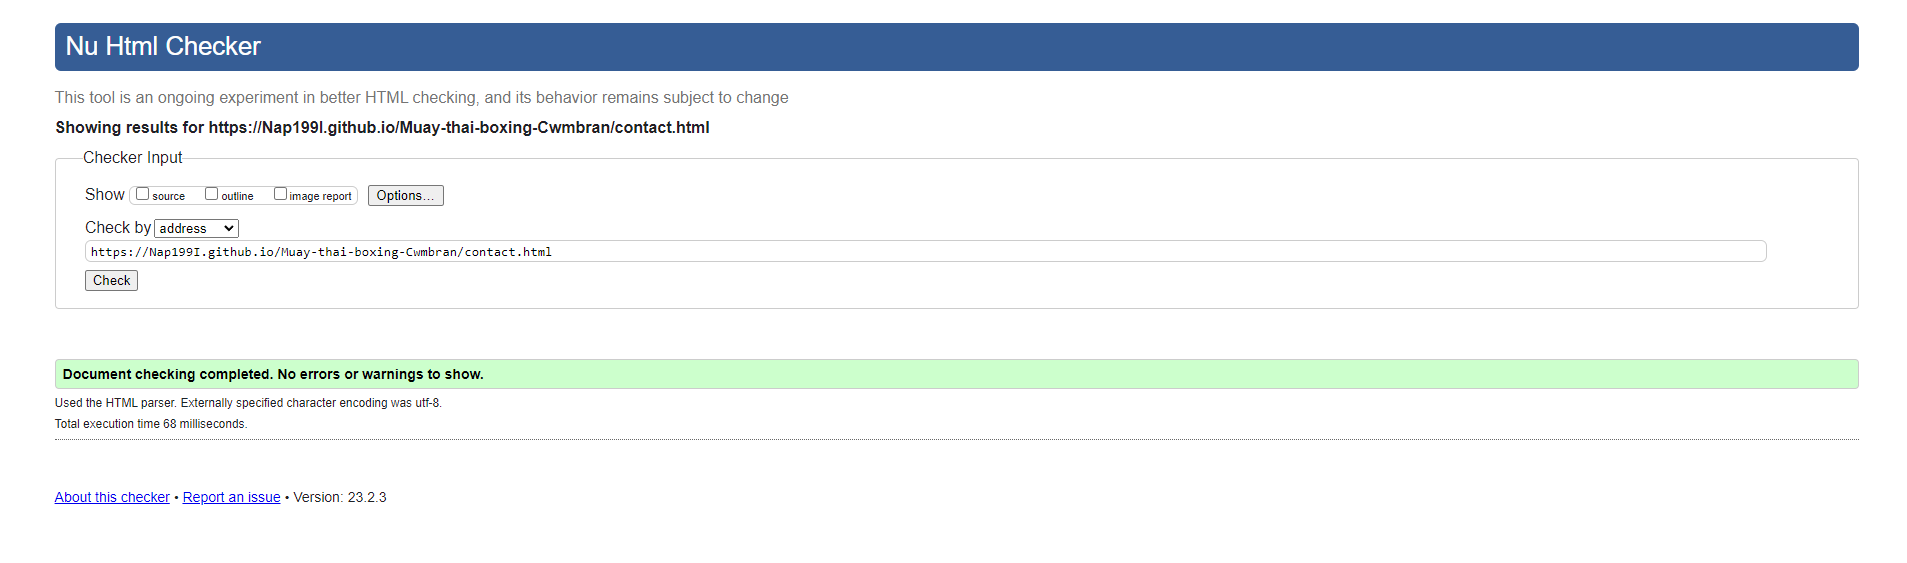 Nu Html Checker
This tool is an ongoing experiment in better HTML checking, and its behavior remains subject to change
Showing results for https://Nap199I.github.io/Muay-thai-boxing-Cwmbran/contact.html
Checker Input
Show source outline image report Options...
Check by address
https://Nap199I.github.io/Muay-thai-boxing-Cwmbran/contact.html
Check
Document checking completed. No errors or warnings to show.
Used the HTML parser. Externally specified character encoding was utf-8.
Total execution time 68 milliseconds.
About this checker • Report an issue • Version: 23.2.3